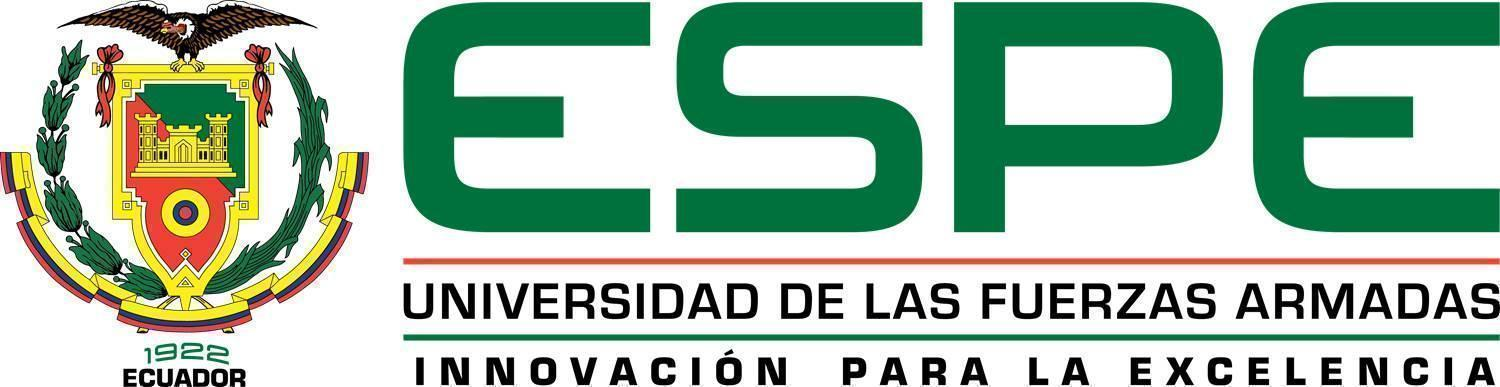 ESPE
UNIVERSIDAD DE LAS FUERZAS ARMADAS
INNOVACIÓN PARA LA EXCELENCIA
1922
ECUADOR